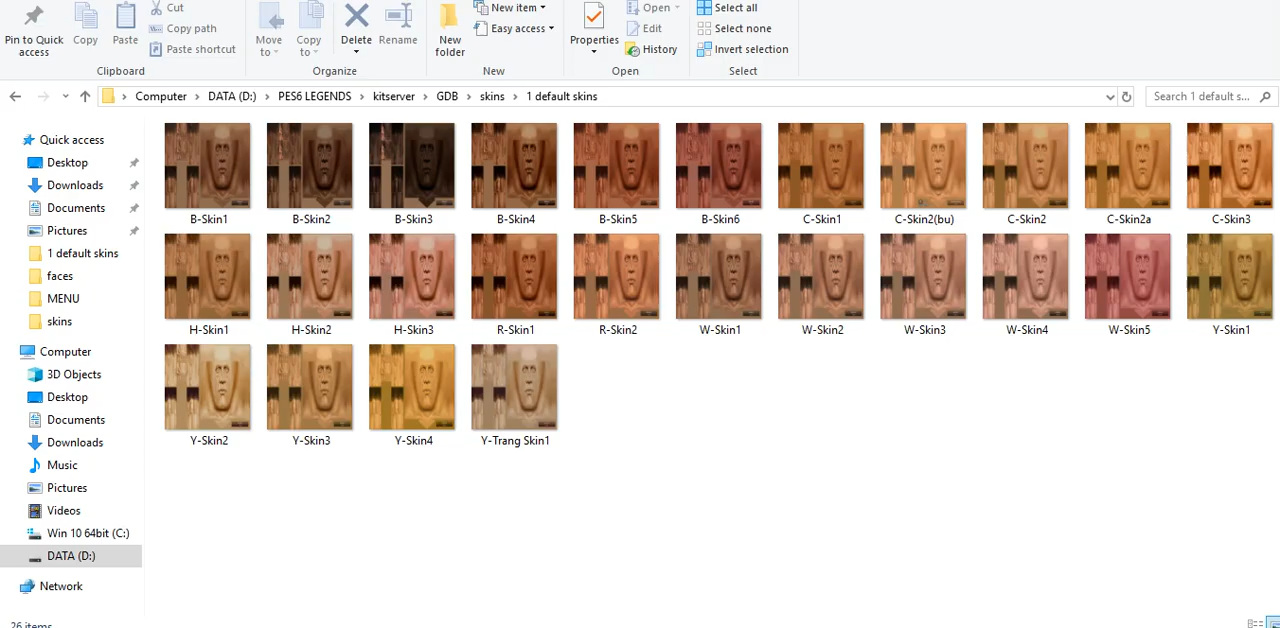 Pin to Quick access
Copy
Paste
Cut
Copy path
Paste shortcut
Clipboard
Move to
Copy to
Delete
Rename
Organize
New folder
New item
Easy access
New
Properties
Open
Edit
History
Open
Select all
Select none
Invert selection
Select
Computer > DATA (D:) > PES6 LEGENDS > kitserver > GDB > skins > 1 default skins
Search 1 default s...
Quick access
Desktop
Downloads
Documents
Pictures
1 default skins
faces
MENU
skins
Computer
3D Objects
Desktop
Documents
Downloads
Music
Pictures
Videos
Win 10 64bit (C:)
DATA (D:)
Network
B-Skin1 B-Skin2 B-Skin3 B-Skin4 B-Skin5 B-Skin6 C-Skin1 C-Skin2(bu) C-Skin2 C-Skin2a C-Skin3
H-Skin1 H-Skin2 H-Skin3 R-Skin1 R-Skin2 W-Skin1 W-Skin2 W-Skin3 W-Skin4 W-Skin5 Y-Skin1
Y-Skin2 Y-Skin3 Y-Skin4 Y-Trang Skin1
26 items